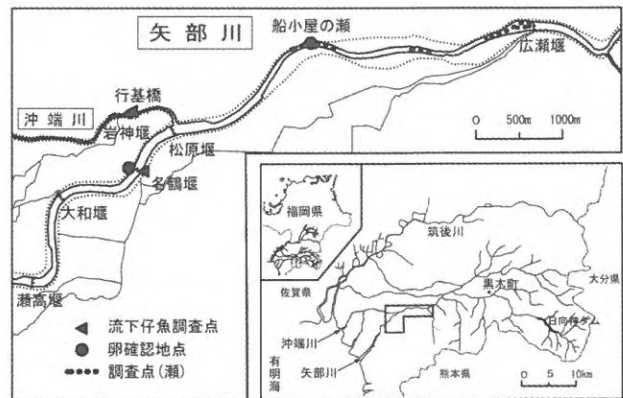 矢部川
船小屋の瀬
広瀬堰
行基橋
沖端川
岩神堰
松原堰
名鶴堰
大和堰
瀬高堰
0 500m 1000m
流下仔魚調査点
卵確認地点
調査点(瀬)
福岡県
筑後川
佐賀県
黒木町
大分県
日向神ダム
沖端川
有明海
矢部川
熊本県
0 5 10km